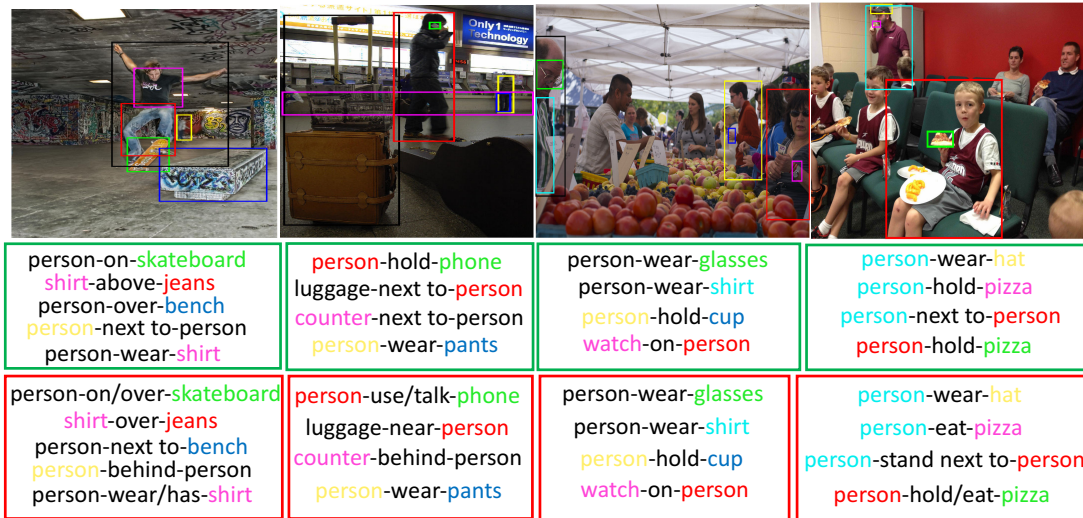 Only 1
Technology
person-on-skateboard
shirt-above-jeans
person-over-bench
person-next to-person
person-wear-shirt
person-hold-phone
luggage-next to-person
counter-next to-person
person-wear-pants
person-wear-glasses
person-wear-shirt
person-hold-cup
watch-on-person
person-wear-hat
person-hold-pizza
person-next to-person
person-hold-pizza
person-on/over-skateboard
shirt-over-jeans
person-next to-bench
person-behind-person
person-wear/has-shirt
person-use/talk-phone
luggage-near-person
counter-behind-person
person-wear-pants
person-wear-glasses
person-wear-shirt
person-hold-cup
watch-on-person
person-wear-hat
person-eat-pizza
person-stand next to-person
person-hold/eat-pizza